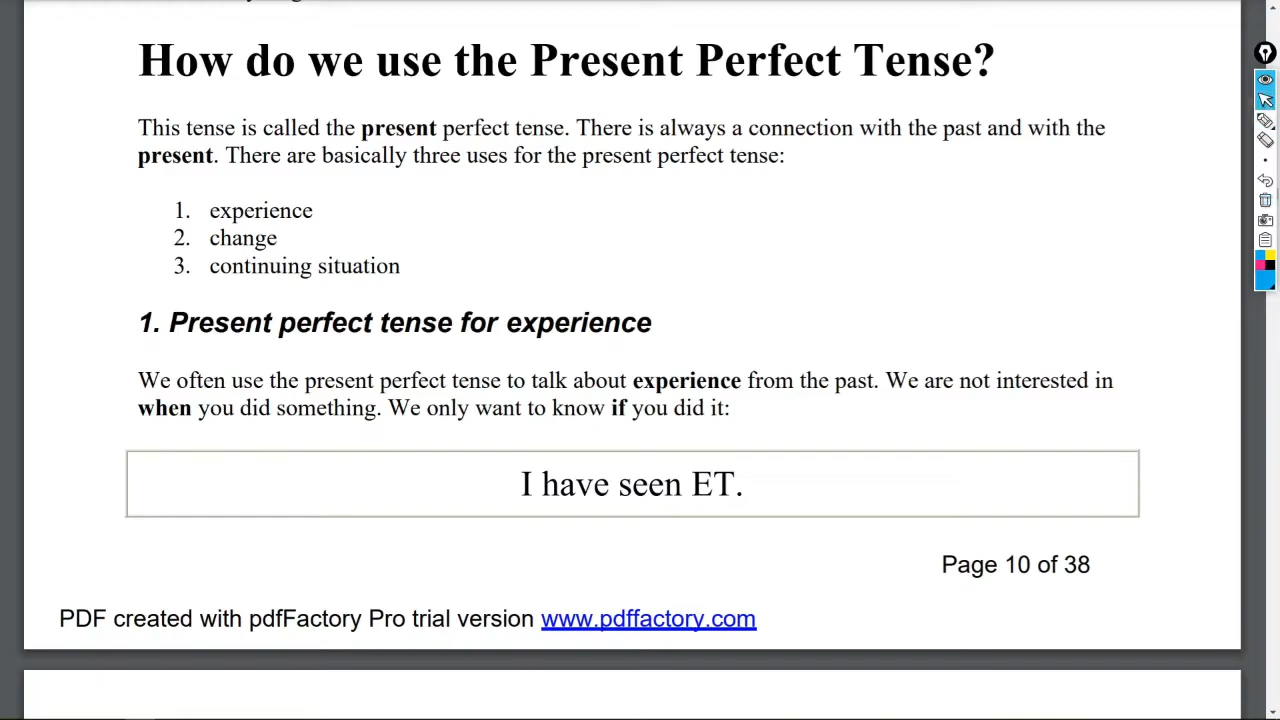 How do we use the Present Perfect Tense?
This tense is called the present perfect tense. There is always a connection with the past and with the
present. There are basically three uses for the present perfect tense:
1. experience
2. change
3. continuing situation
1. Present perfect tense for experience
We often use the present perfect tense to talk about experience from the past. We are not interested in
when you did something. We only want to know if you did it:
I have seen ET.
Page 10 of 38
PDF created with pdfFactory Pro trial version www.pdffactory.com